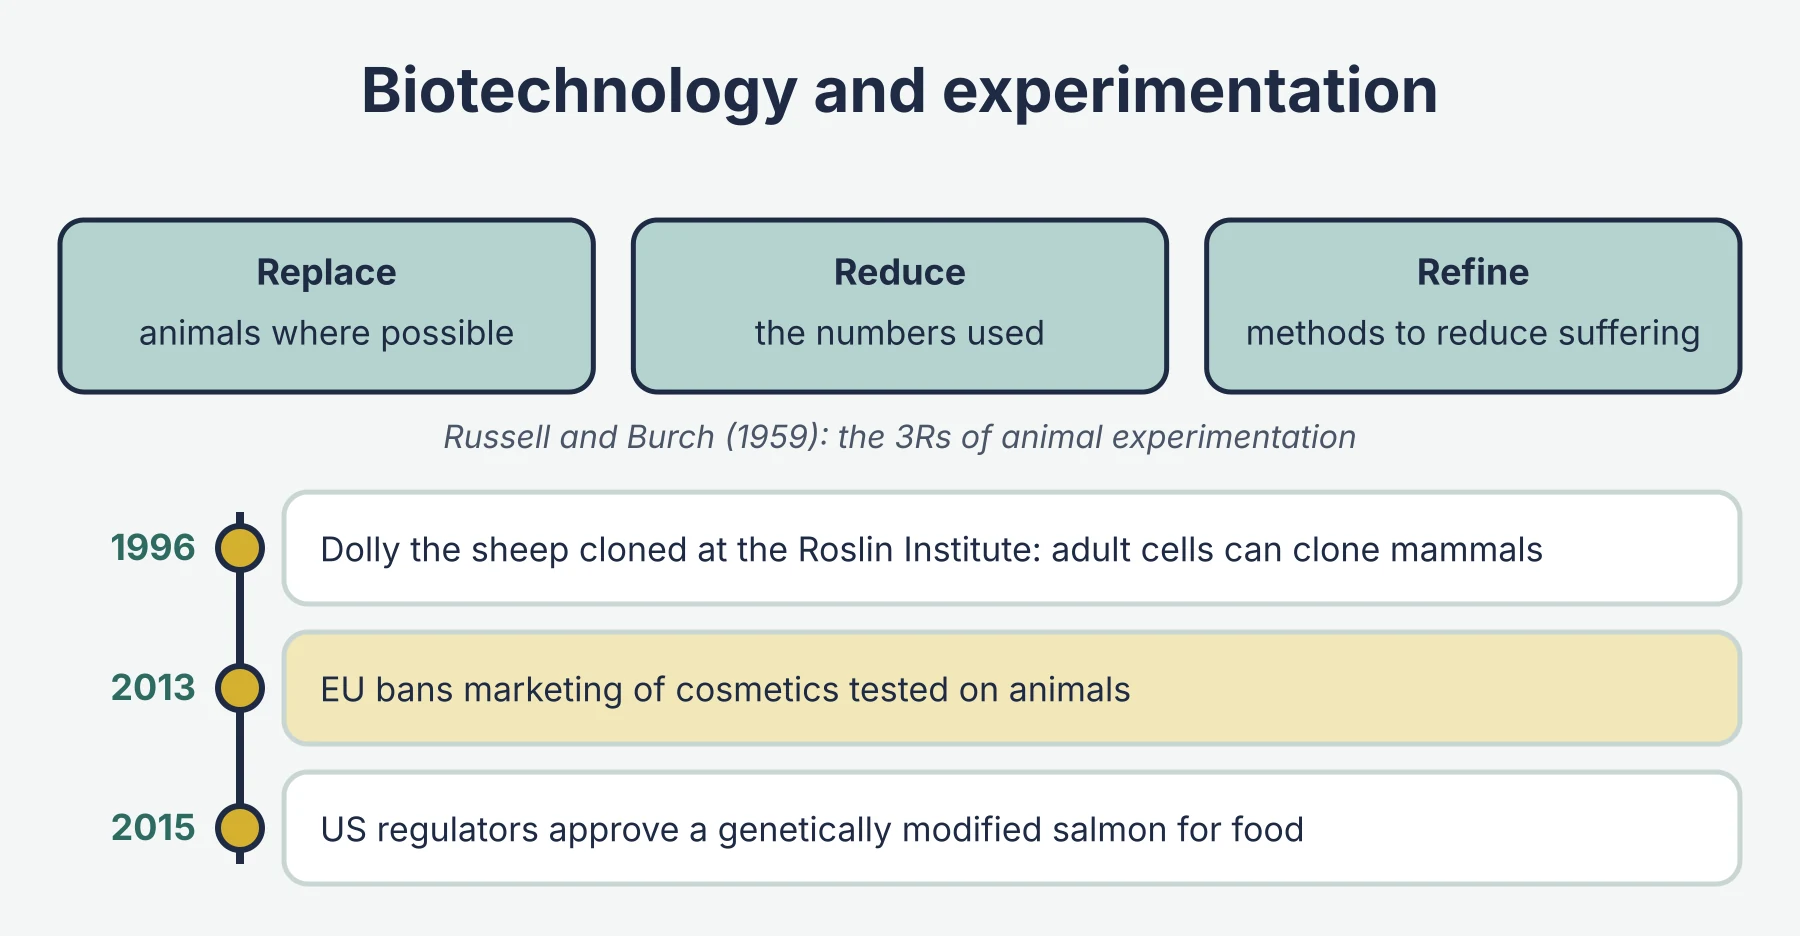 Biotechnology and experimentation
Replace
animals where possible
Reduce
the numbers used
Refine
methods to reduce suffering
Russell and Burch (1959): the 3Rs of animal experimentation
1996
Dolly the sheep cloned at the Roslin Institute: adult cells can clone mammals
2013
EU bans marketing of cosmetics tested on animals
2015
US regulators approve a genetically modified salmon for food